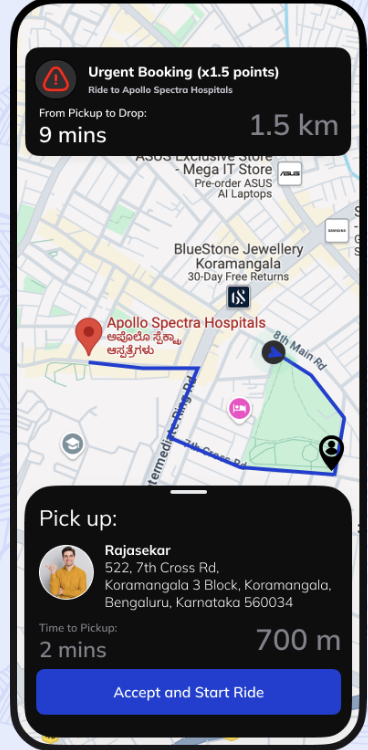 Urgent Booking (x1.5 points)
Ride to Apollo Spectra Hospitals
From Pickup to Drop:
9 mins
1.5 km
ASUS Exclusive Store
- Mega IT Store
Pre-order ASUS
AI Laptops
BlueStone Jewellery
Koramangala
30-Day Free Returns
Apollo Spectra Hospitals
ಅಪೊಲೊ ಸ್ಪೆಕ್ಟ್ರಾ
ಆಸ್ಪತ್ರೆಗಳು
8th Main Rd
7th Cross Rd
Intermediate Ring Rd
Pick up:
Rajasekar
522, 7th Cross Rd,
Koramangala 3 Block, Koramangala,
Bengaluru, Karnataka 560034
Time to Pickup:
2 mins
700 m
Accept and Start Ride